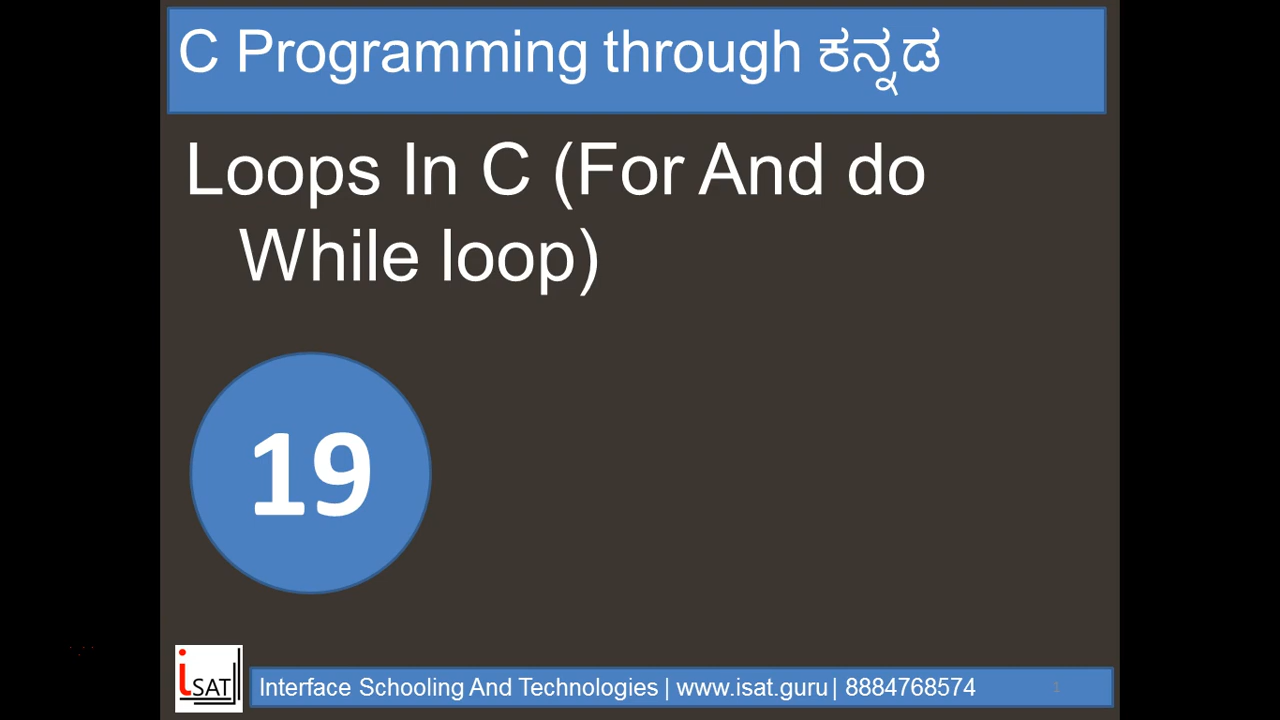 C Programming through ಕನ್ನಡ
Loops In C (For And do
While loop)
19
iSAT
Interface Schooling And Technologies | www.isat.guru | 8884768574
1